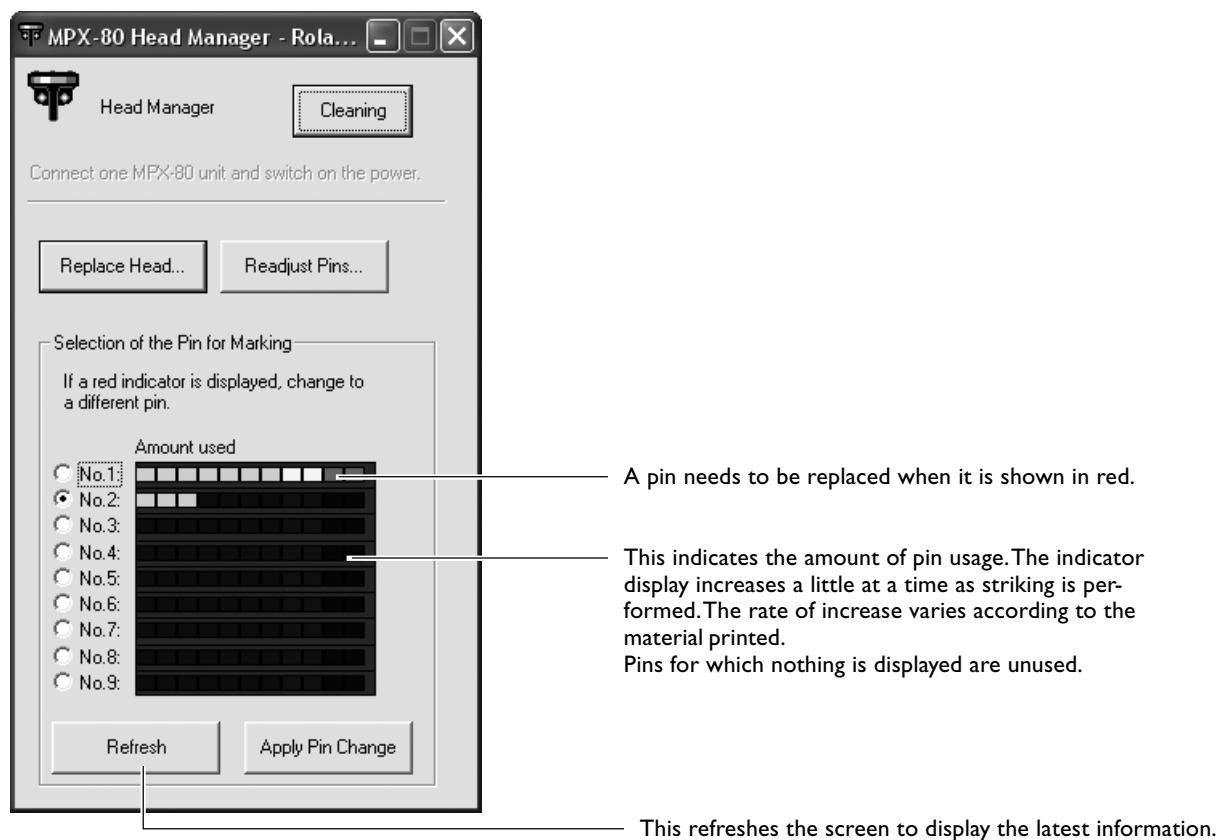 MPX-80 Head Manager - Rola...
Head Manager
Cleaning
Connect one MPX-80 unit and switch on the power.
Replace Head...
Readjust Pins...
Selection of the Pin for Marking
If a red indicator is displayed, change to
a different pin.
Amount used
No.1:
No.2:
No.3:
No.4:
No.5:
No.6:
No.7:
No.8:
No.9:
Refresh
Apply Pin Change
A pin needs to be replaced when it is shown in red.
This indicates the amount of pin usage. The indicator
display increases a little at a time as striking is per-
formed. The rate of increase varies according to the
material printed.
Pins for which nothing is displayed are unused.
This refreshes the screen to display the latest information.